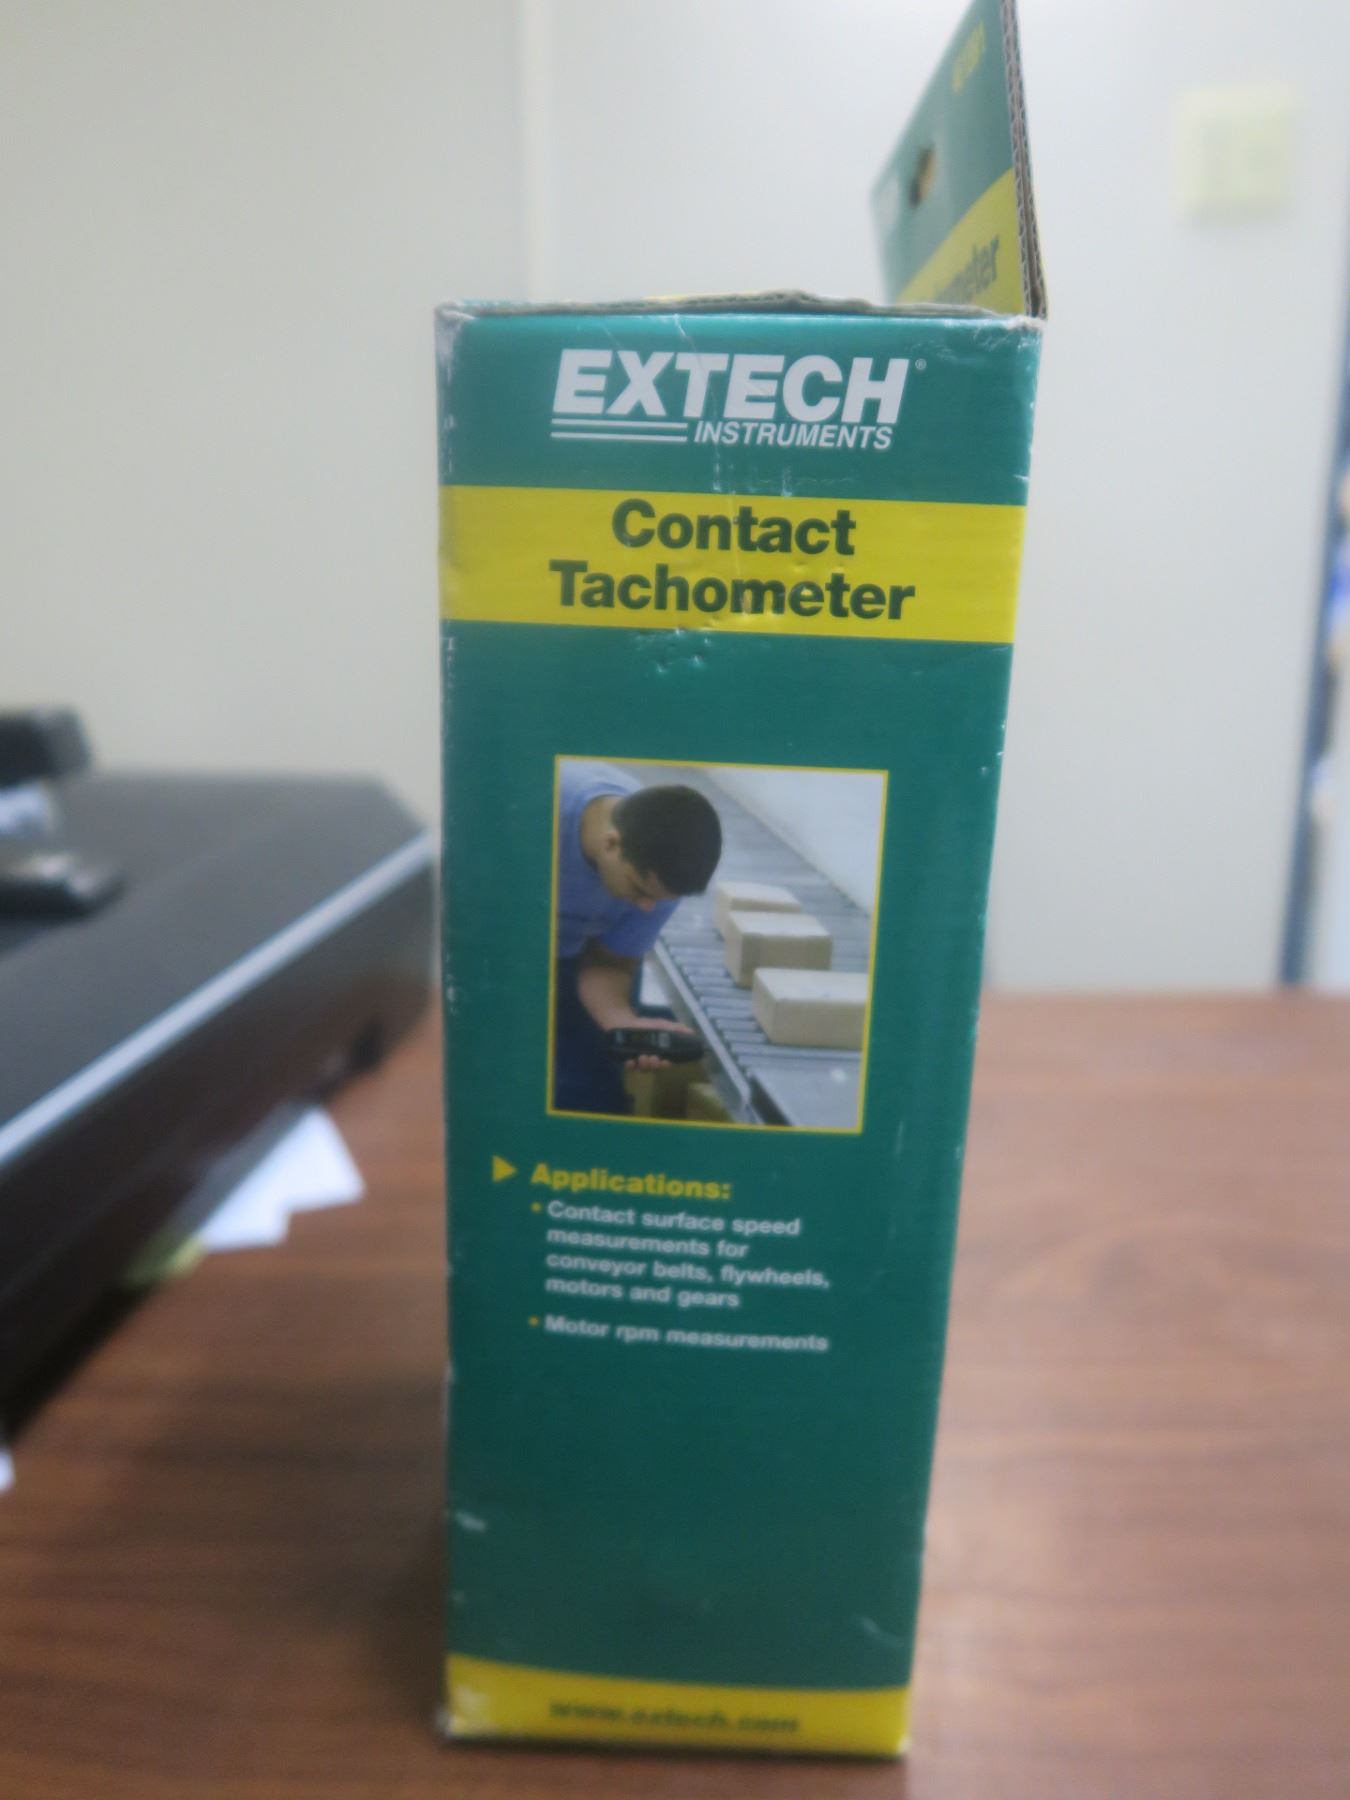 EXTECH®
INSTRUMENTS
Contact
Tachometer
Applications:
• Contact surface speed
measurements for
conveyor belts, flywheels,
motors and gears
• Motor rpm measurements
www.extech.com